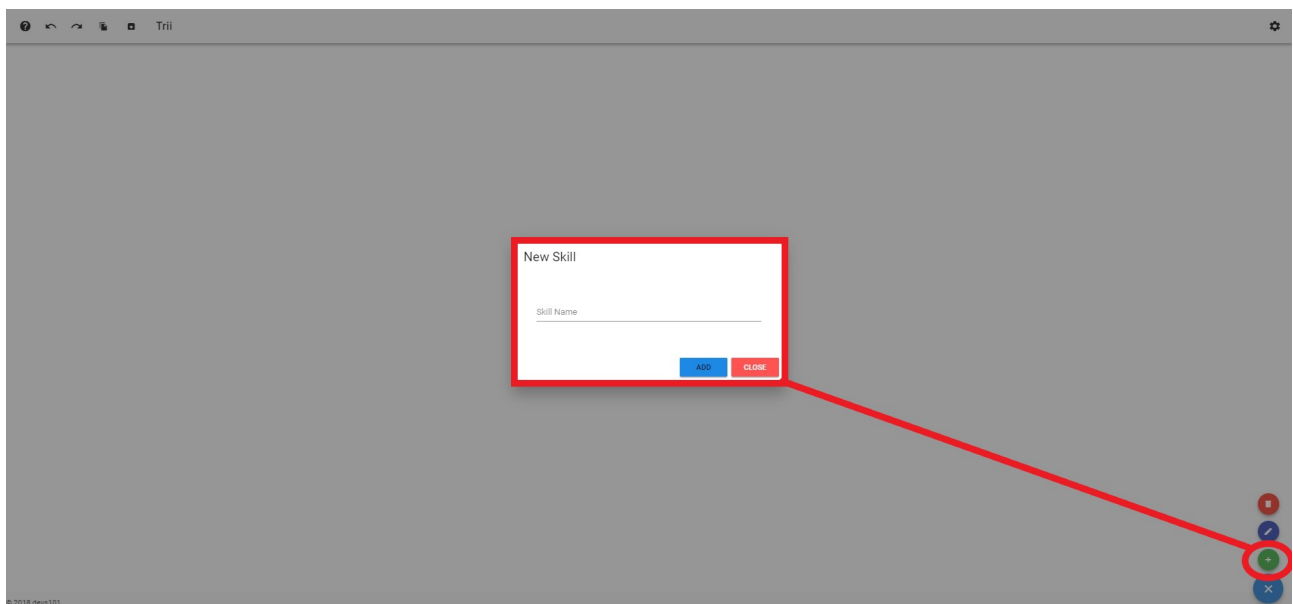 Trii
New Skill
Skill Name
ADD CLOSE
© 2018 devs101